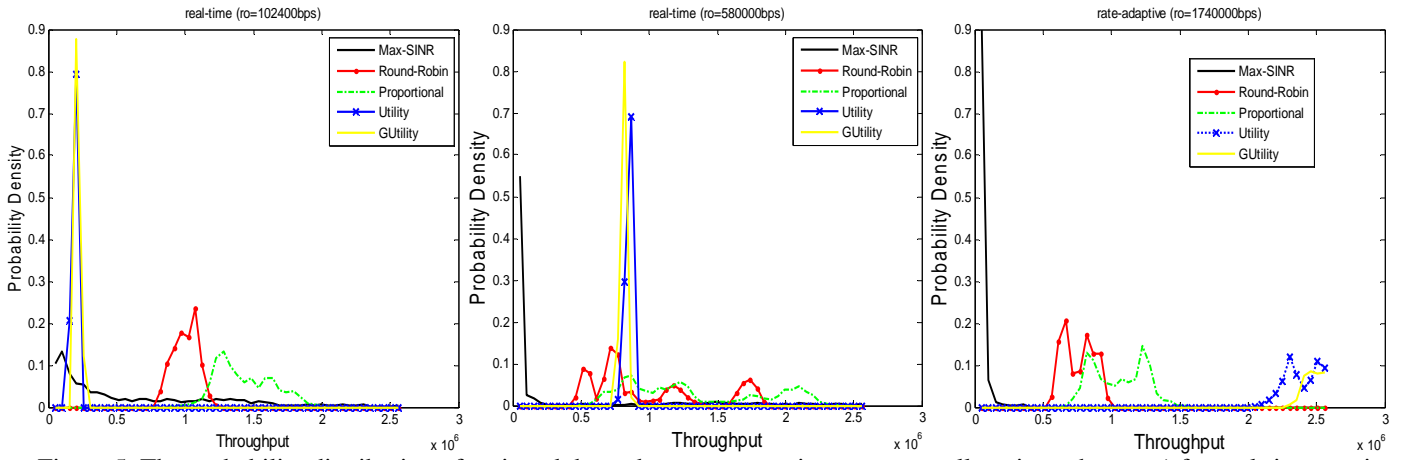 real-time (ro=102400bps)
0.9
0.8
0.7
0.6
0.5
0.4
0.3
0.2
0.1
0
Probability Density
Max-SINR
Round-Robin
Proportional
Utility
GUtility
0 0.5 1 1.5 2 2.5 3
Throughput
x 10^6
real-time (ro=580000bps)
0.9
0.8
0.7
0.6
0.5
0.4
0.3
0.2
0.1
0
Probability Density
Max-SINR
Round-Robin
Proportional
Utility
GUtility
0 0.5 1 1.5 2 2.5 3
Throughput
x 10^6
rate-adaptive (ro=1740000bps)
0.9
0.8
0.7
0.6
0.5
0.4
0.3
0.2
0.1
0
Probability Density
Max-SINR
Round-Robin
Proportional
Utility
GUtility
0 0.5 1 1.5 2 2.5 3
Throughput
x 10^6
Figure 5. The probability distribution